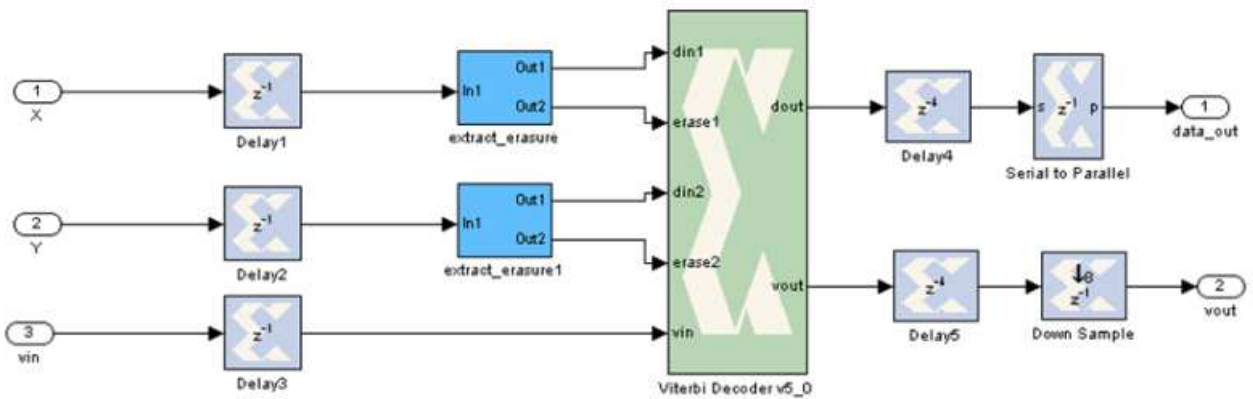 1
X
z⁻¹
Delay1
In1
Out1
Out2
extract_erasure
2
Y
z⁻¹
Delay2
In1
Out1
Out2
extract_erasure1
3
vin
z⁻¹
Delay3
din1
erase1
din2
erase2
vin
dout
vout
Viterbi Decoder v5_0
z⁻⁴
Delay4
s z⁻¹ p
Serial to Parallel
1
data_out
z⁻⁴
Delay5
↓8
z⁻¹
Down Sample
2
vout